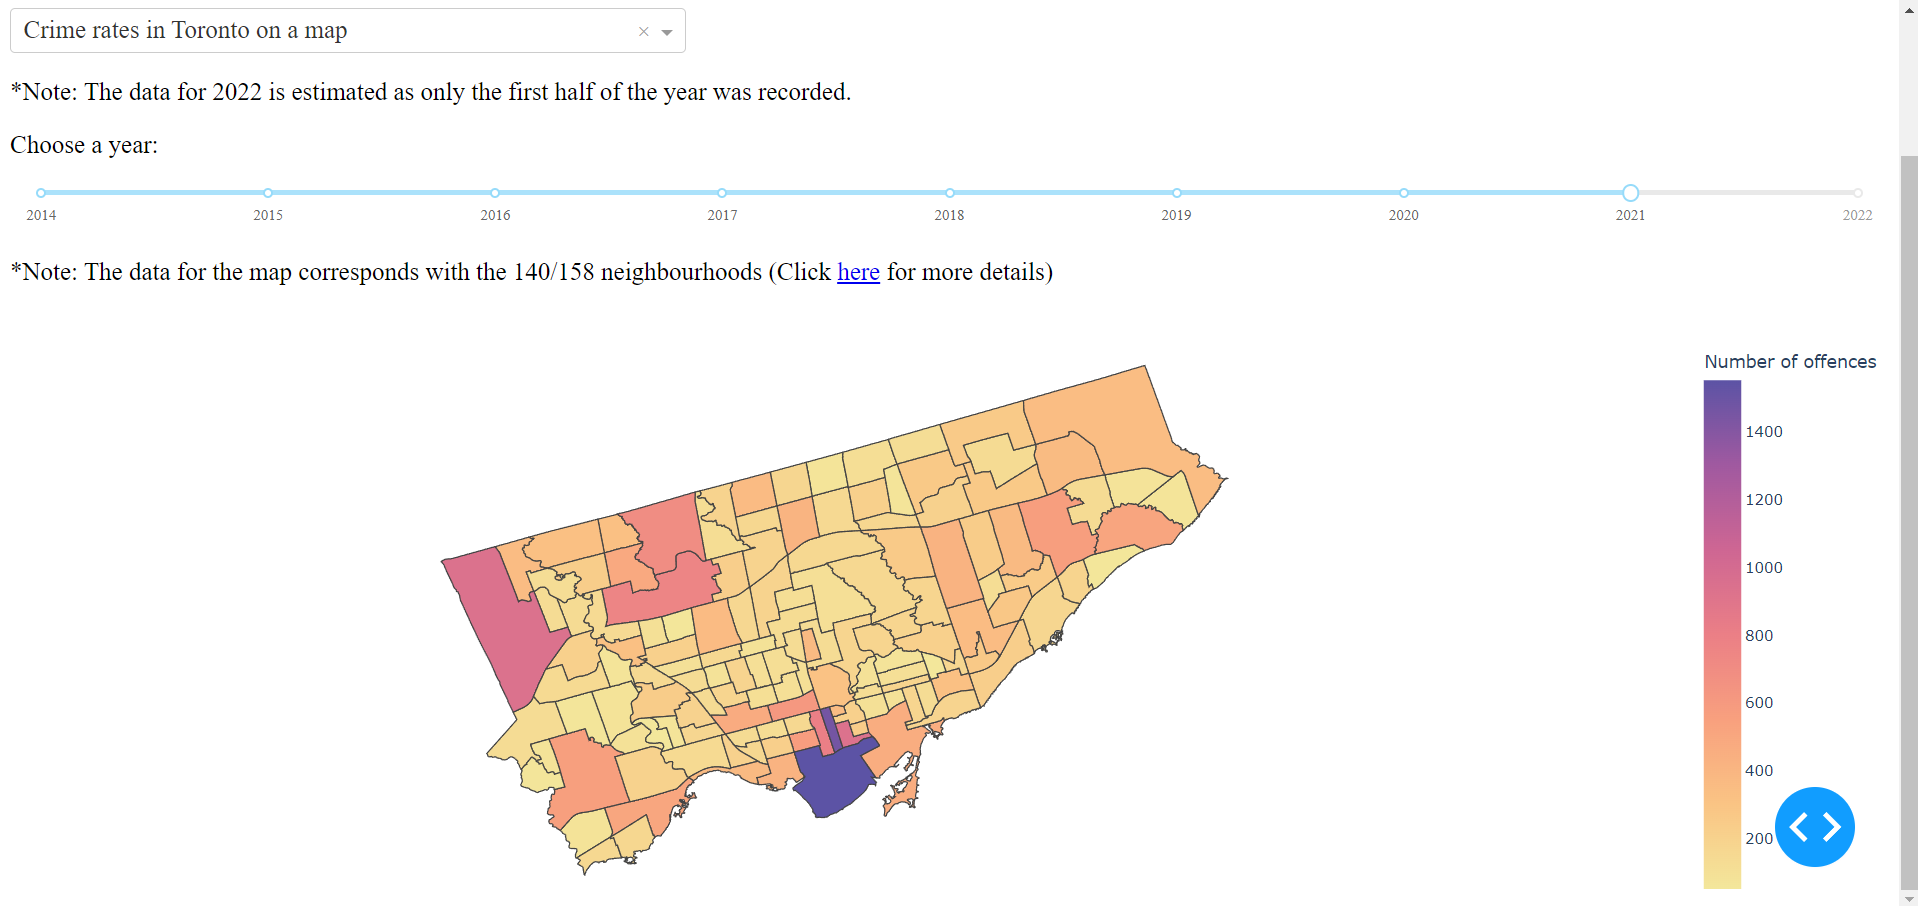 Crime rates in Toronto on a map ×
*Note: The data for 2022 is estimated as only the first half of the year was recorded.
Choose a year:
2014 2015 2016 2017 2018 2019 2020 2021 2022
*Note: The data for the map corresponds with the 140/158 neighbourhoods (Click here for more details)
Number of offences
1400
1200
1000
800
600
400
200